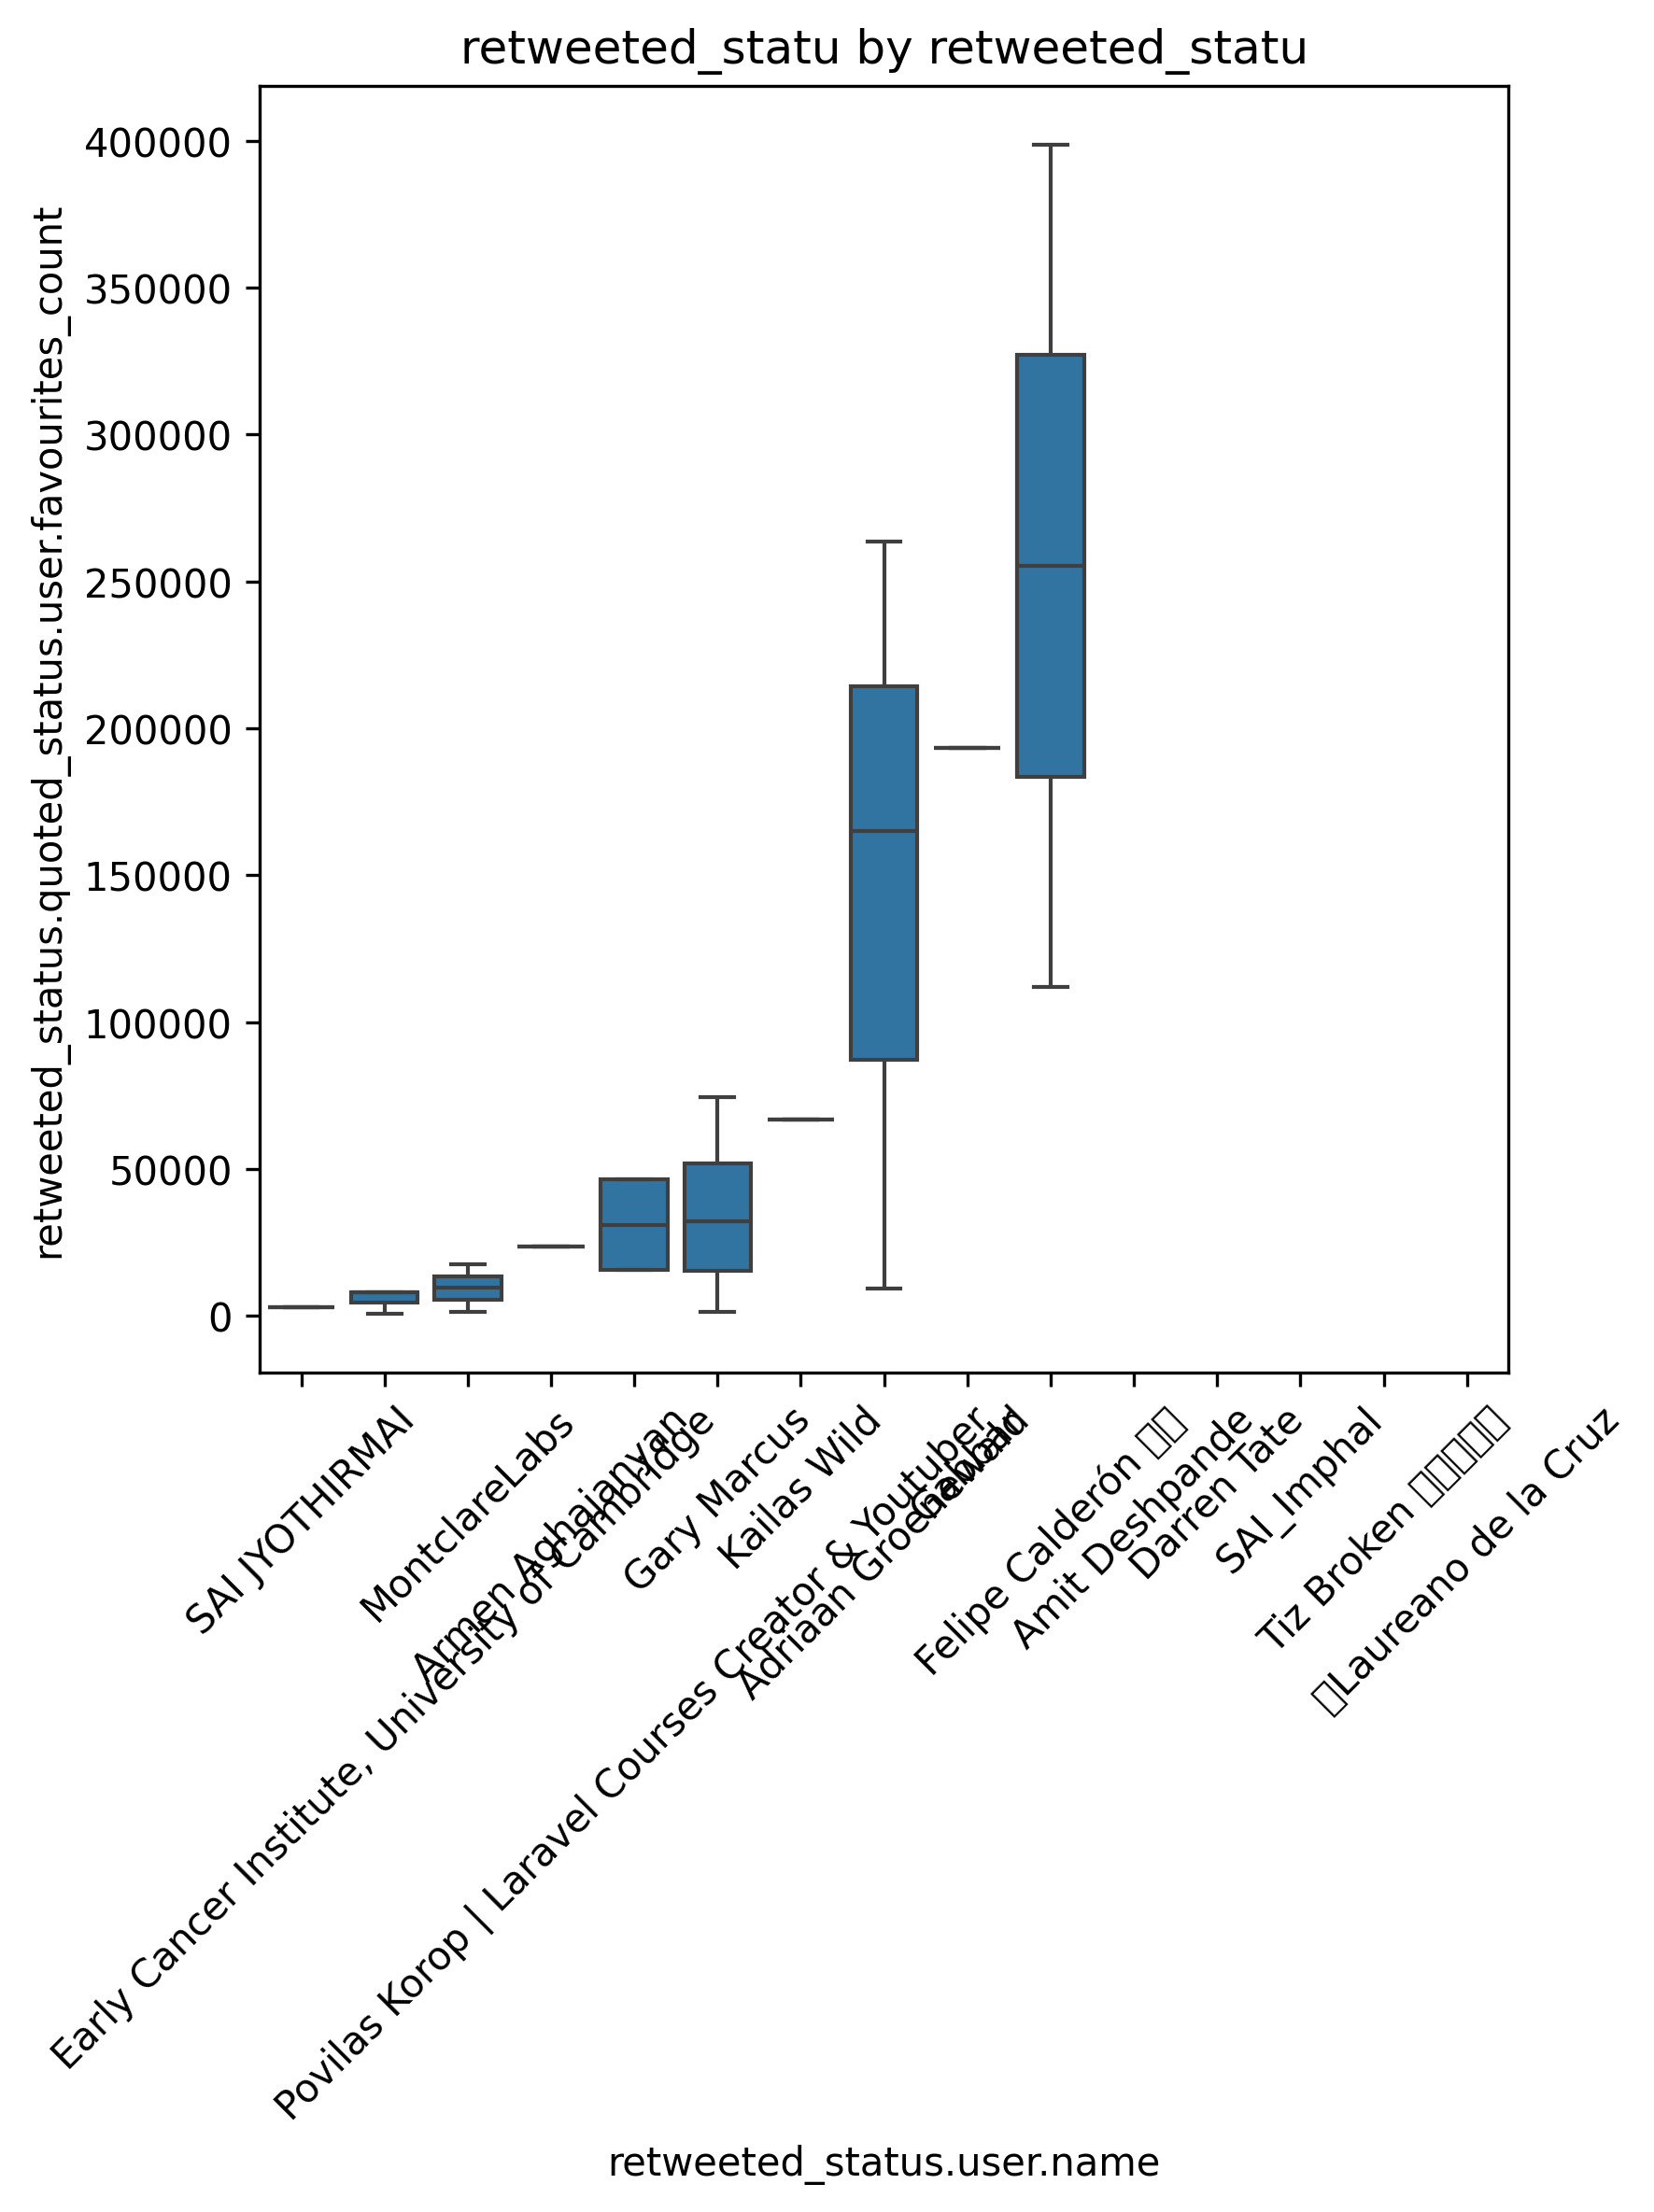 retweeted_statu by retweeted_statu
retweeted_status.quoted_status.user.favourites_count
400000
350000
300000
250000
200000
150000
100000
50000
0
SAI JYOTHIRMAI
Early Cancer Institute, University of Cambridge
MontclareLabs
Armen Aghajanyan
Povilas Korop | Laravel Courses Creator & Youtuber
Gary Marcus
Kailas Wild
Adriaan Groenewald
Felipe Calderón
Amit Deshpande
Darren Tate
SAI_Imphal
Tiz Broken
Laureano de la Cruz
retweeted_status.user.name